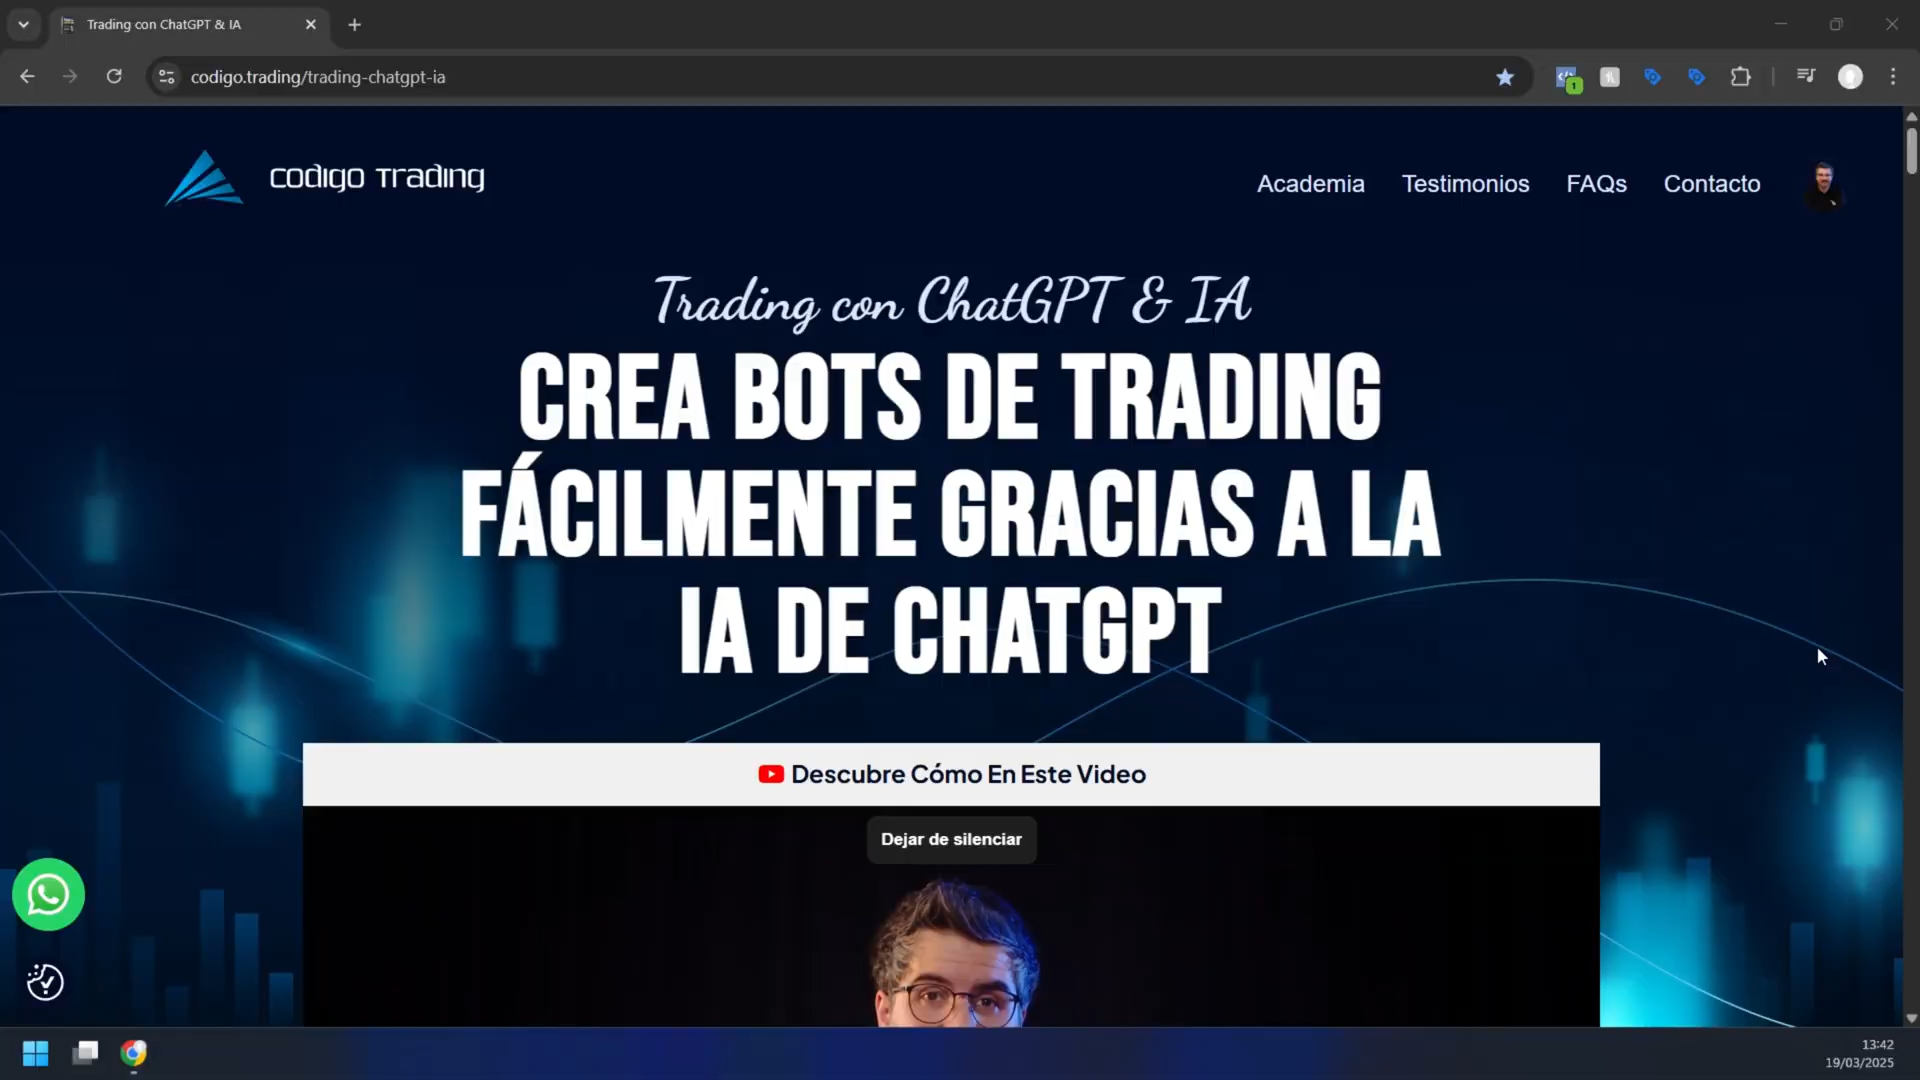 Trading con ChatGPT & IA
codigo.trading/trading-chatgpt-ia
1
codigo Trading
Academia
Testimonios
FAQs
Contacto
Trading con ChatGPT & IA
CREA BOTS DE TRADING
FÁCILMENTE GRACIAS A LA
IA DE CHATGPT
Descubre Cómo En Este Video
Dejar de silenciar
13:42
19/03/2025